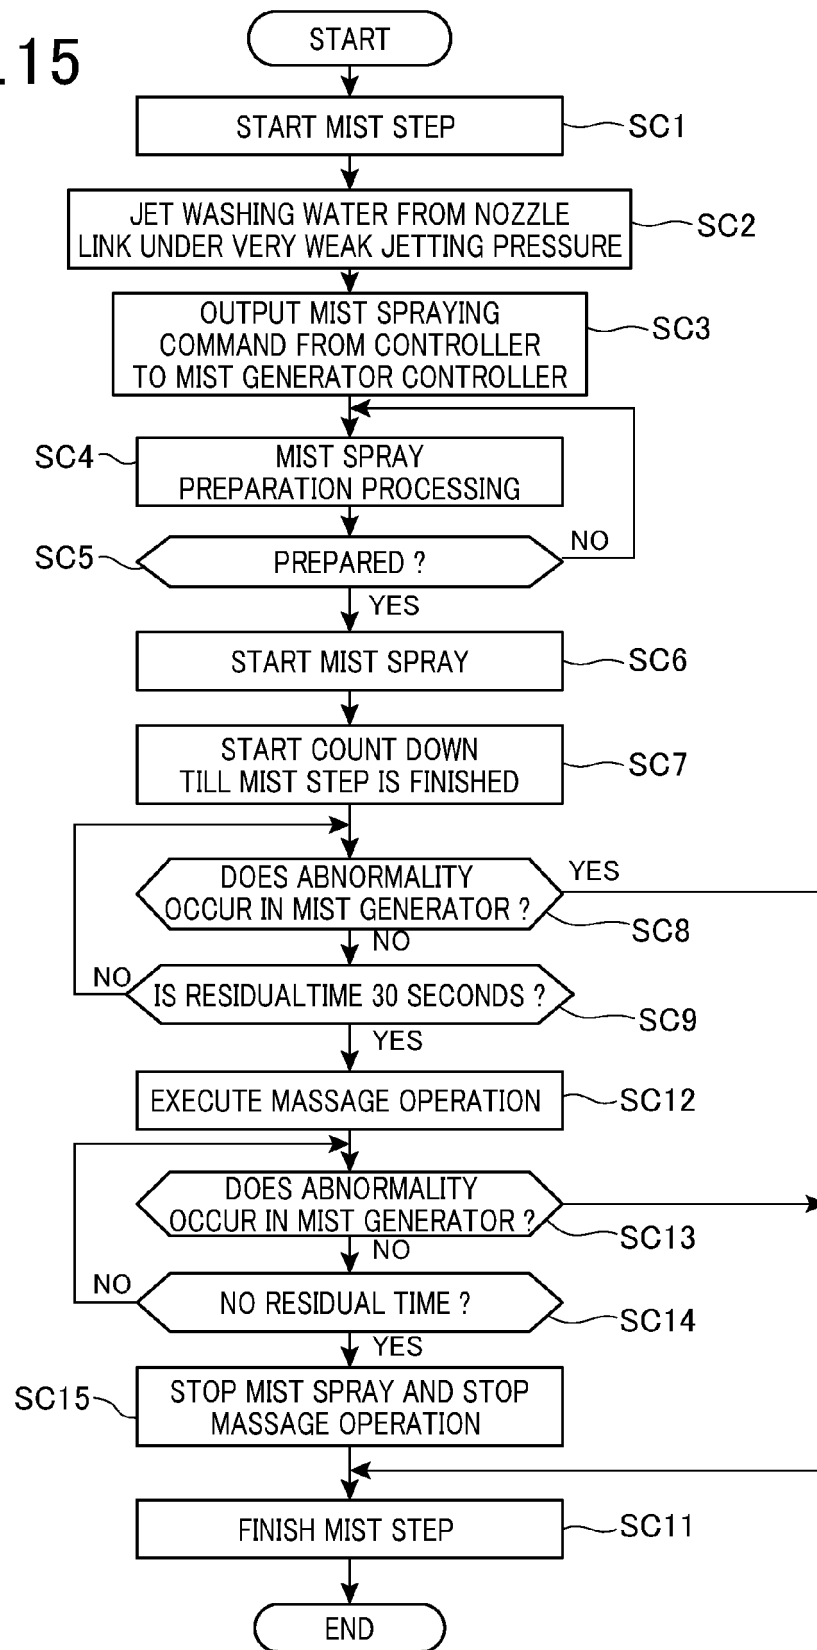 .15
START
START MIST STEP
SC1
JET WASHING WATER FROM NOZZLE
LINK UNDER VERY WEAK JETTING PRESSURE
SC2
OUTPUT MIST SPRAYING
COMMAND FROM CONTROLLER
TO MIST GENERATOR CONTROLLER
SC3
SC4
MIST SPRAY
PREPARATION PROCESSING
SC5
PREPARED ?
NO
YES
START MIST SPRAY
SC6
START COUNT DOWN
TILL MIST STEP IS FINISHED
SC7
DOES ABNORMALITY
OCCUR IN MIST GENERATOR ?
YES
SC8
NO
NO
IS RESIDUALTIME 30 SECONDS ?
SC9
YES
EXECUTE MASSAGE OPERATION
SC12
DOES ABNORMALITY
OCCUR IN MIST GENERATOR ?
SC13
NO
NO
NO RESIDUAL TIME ?
SC14
YES
SC15
STOP MIST SPRAY AND STOP
MASSAGE OPERATION
FINISH MIST STEP
SC11
END